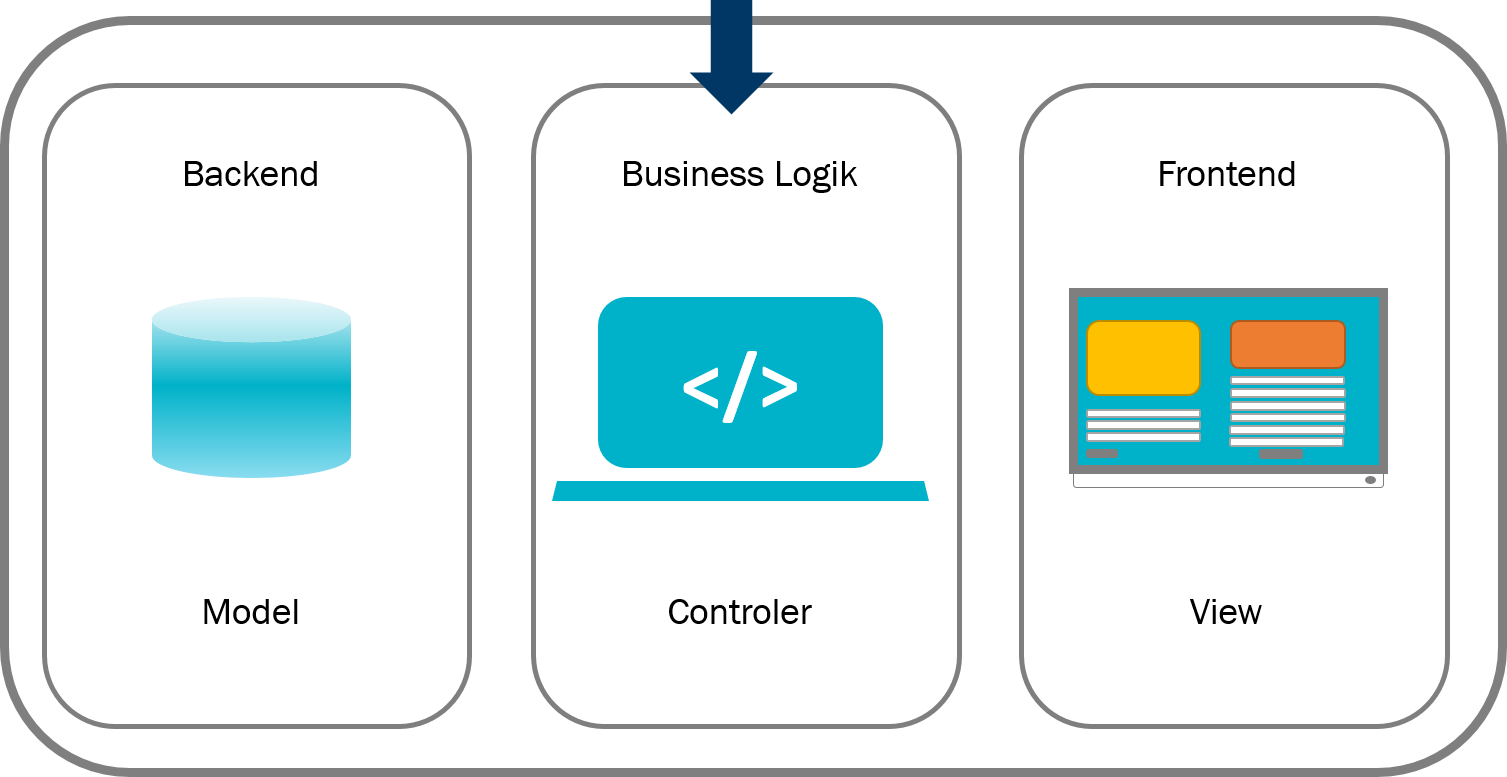 Backend
Business Logik
Frontend
</>
Model
Controler
View